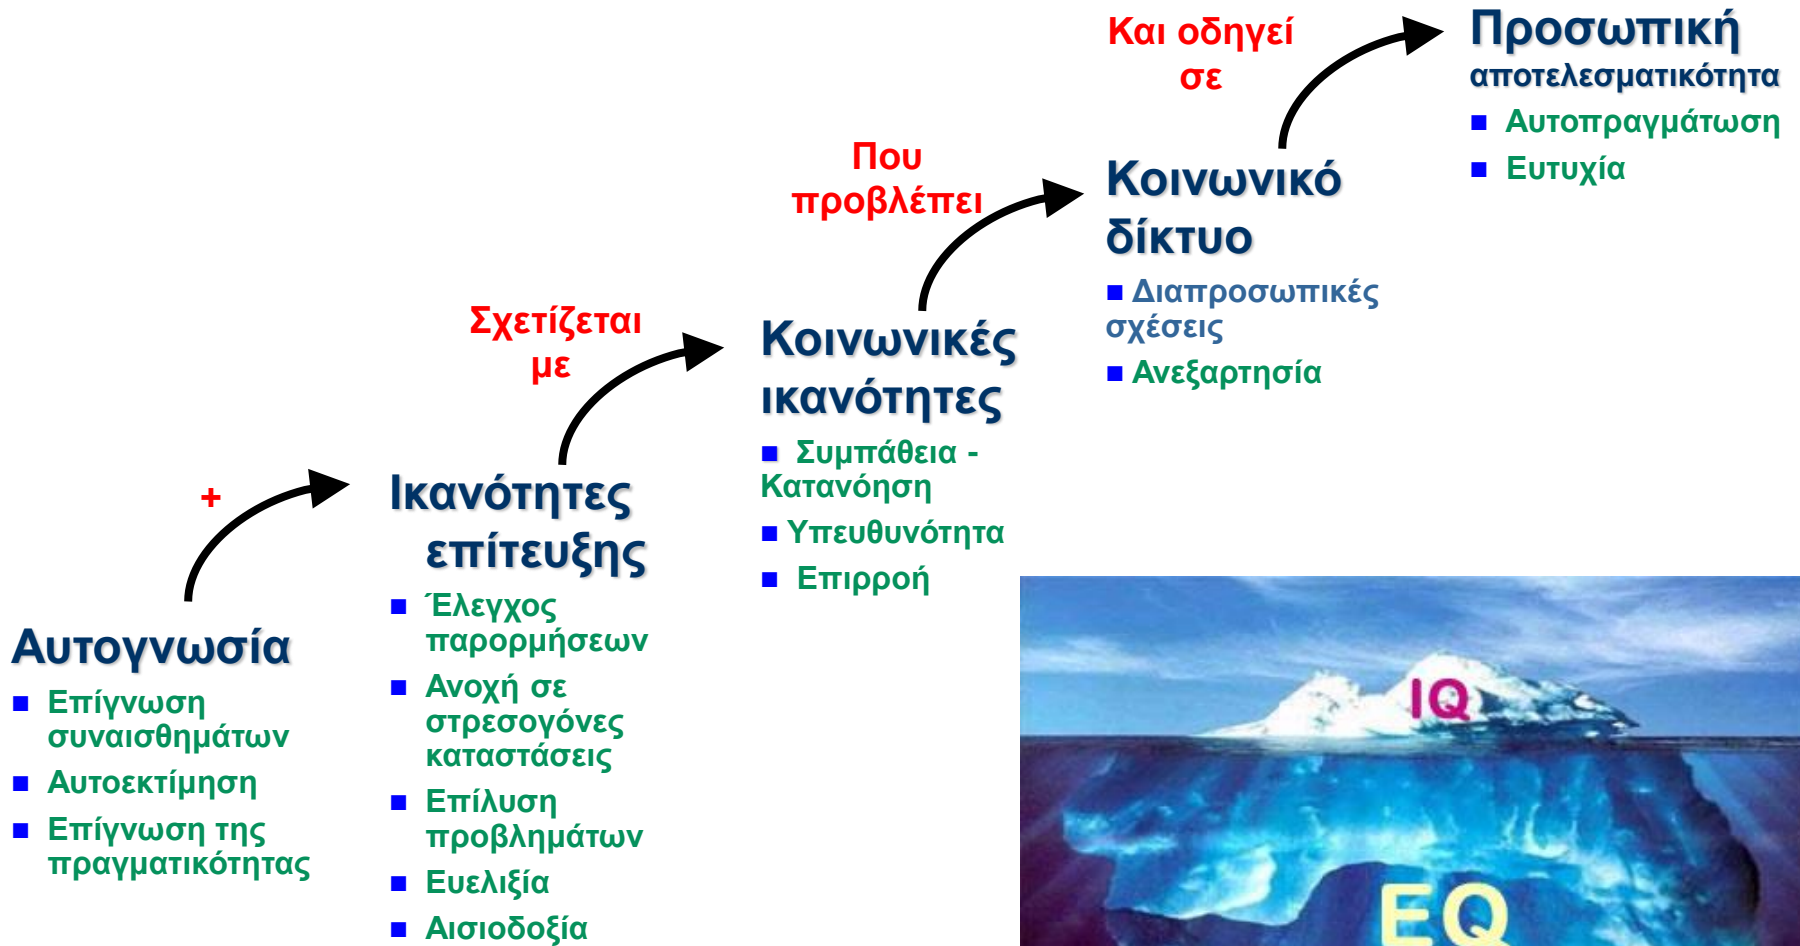 Αυτογνωσία
■ Επίγνωση
συναισθημάτων
■ Αυτοεκτίμηση
■ Επίγνωση της
πραγματικότητας
+
Ικανότητες
επίτευξης
■ Έλεγχος
παρορμήσεων
■ Ανοχή σε
στρεσογόνες
καταστάσεις
■ Επίλυση
προβλημάτων
■ Ευελιξία
■ Αισιοδοξία
Σχετίζεται
με
Κοινωνικές
ικανότητες
■ Συμπάθεια -
Κατανόηση
■ Υπευθυνότητα
■ Επιρροή
Που
προβλέπει
Κοινωνικό
δίκτυο
■ Διαπροσωπικές
σχέσεις
■ Ανεξαρτησία
Και οδηγεί
σε
Προσωπική
αποτελεσματικότητα
■ Αυτοπραγμάτωση
■ Ευτυχία
IQ
EQ